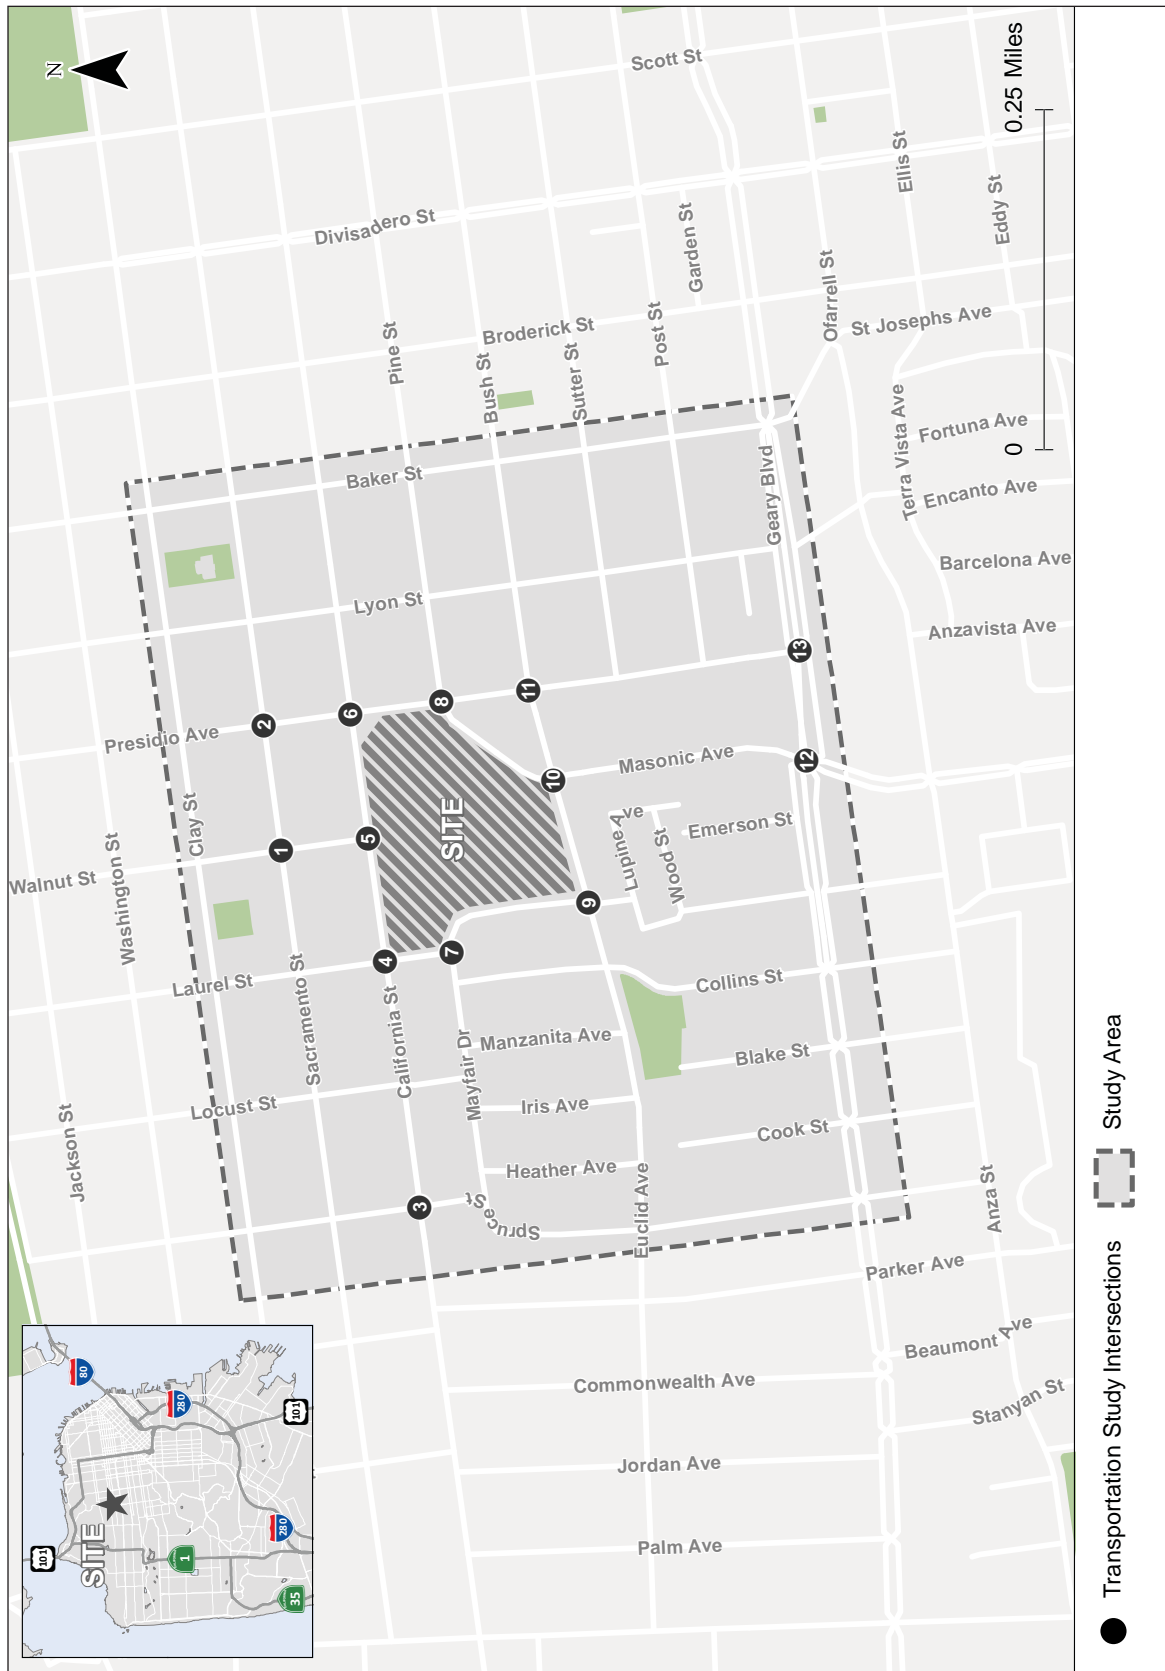 N
Scott St
Divisadero St
Broderick St
Pine St
Bush St
Sutter St
Post St
Garden St
Ofarrell St
Ellis St
Eddy St
St Josephs Ave
Terra Vista Ave
Fortuna Ave
Encanto Ave
Barcelona Ave
Anzavista Ave
0
0.25 Miles
Baker St
Lyon St
Geary Blvd
Presidio Ave
Walnut St
Washington St
Clay St
Jackson St
Laurel St
Sacramento St
California St
Locust St
Mayfair Dr
Manzanita Ave
Iris Ave
Heather Ave
Spruce St
Euclid Ave
Collins St
Blake St
Cook St
Masonic Ave
Lupine Ave
Wood St
Emerson St
Anza St
Parker Ave
Beaumont Ave
Stanyan St
Commonwealth Ave
Jordan Ave
Palm Ave
SITE
1
2
3
4
5
6
7
8
9
10
11
12
13
101
SITE
80
280
101
1
280
35
Transportation Study Intersections
Study Area